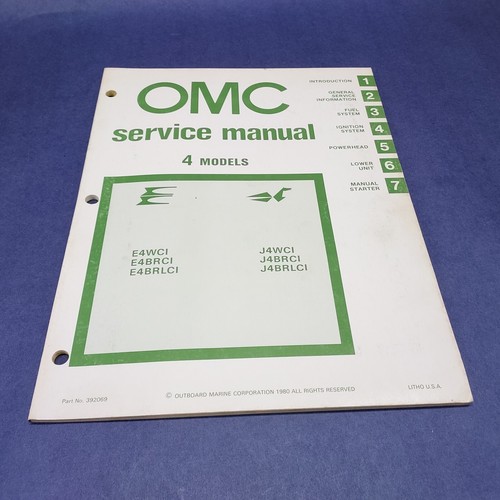 OMC
service manual
4 MODELS
E4WCI
E4BRCI
E4BRLCI
J4WCI
J4BRCI
J4BRLCI
INTRODUCTION 1
GENERAL
SERVICE
INFORMATION 2
FUEL
SYSTEM 3
IGNITION
SYSTEM 4
POWERHEAD 5
LOWER
UNIT 6
MANUAL
STARTER 7
Part No. 392069
© OUTBOARD MARINE CORPORATION 1980 ALL RIGHTS RESERVED
LITHO U.S.A.